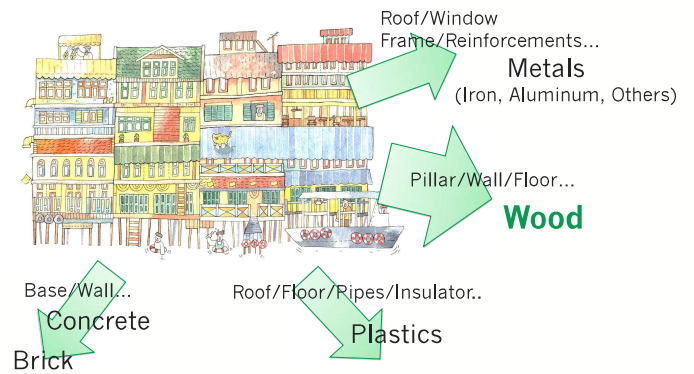 Roof/Window
Frame/Reinforcements...
Metals
(Iron, Aluminum, Others)
Pillar/Wall/Floor...
Wood
Base/Wall...
Concrete
Brick
Roof/Floor/Pipes/Insulator..
Plastics